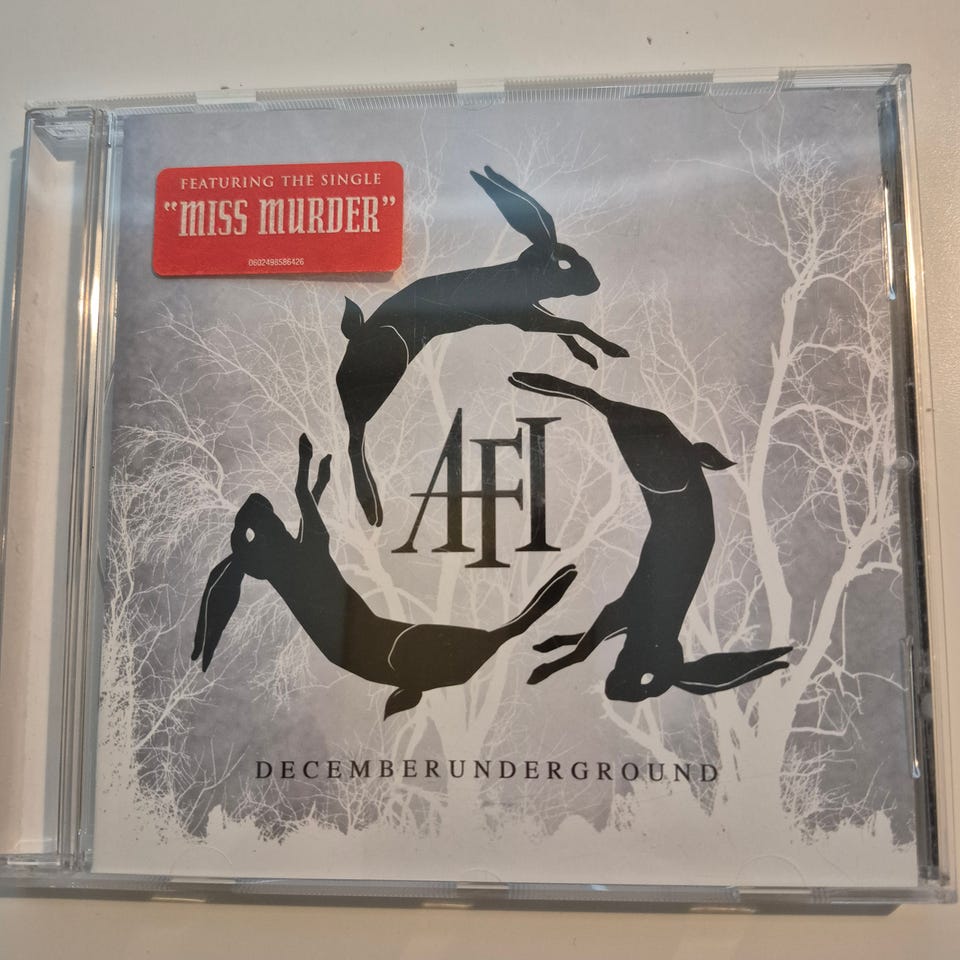 FEATURING THE SINGLE
“MISS MURDER”
0602498586426
AFI
DECEMBERUNDERGROUND